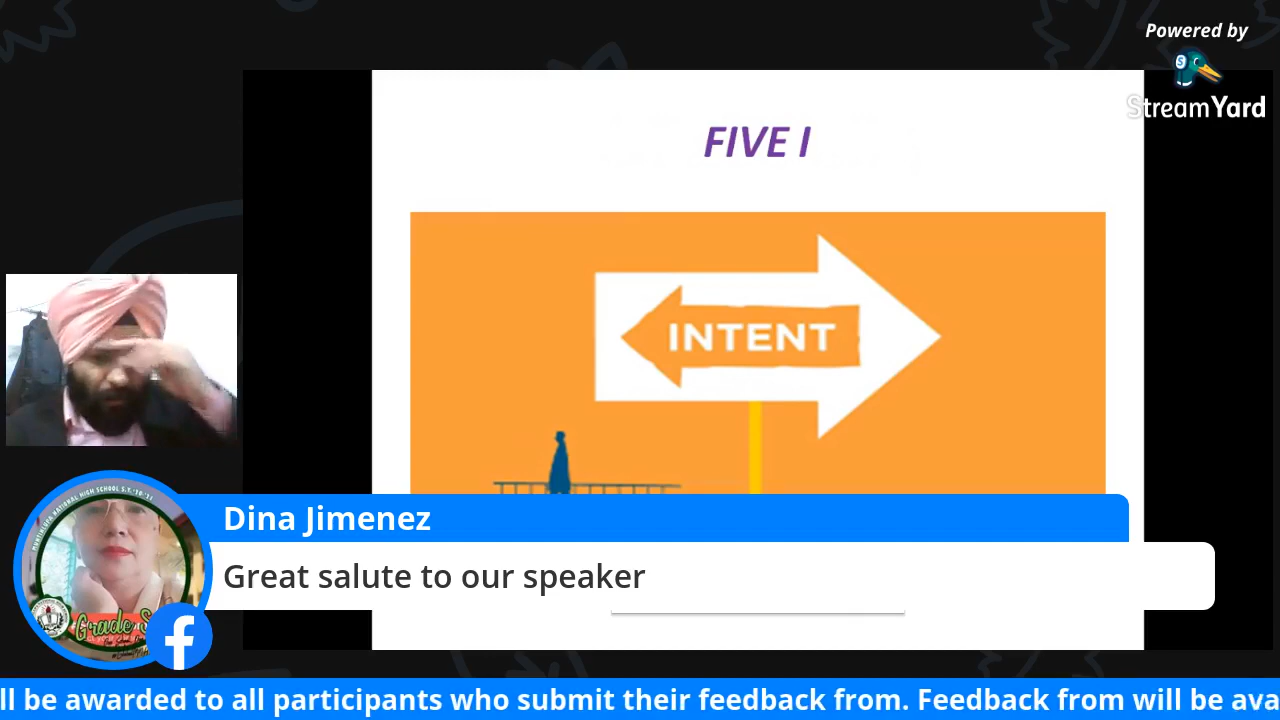 Powered by
StreamYard
FIVE I
INTENT
Dina Jimenez
Great salute to our speaker
ll be awarded to all participants who submit their feedback from. Feedback from will be ava